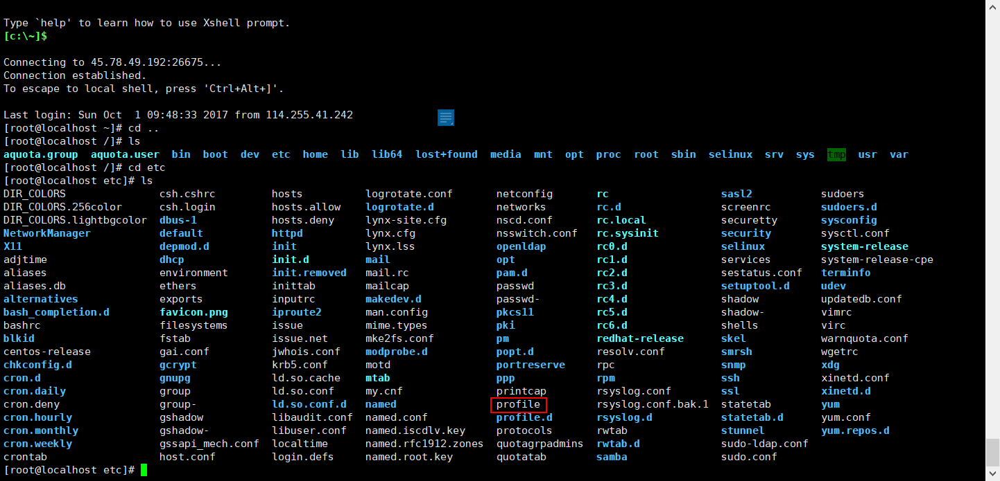 Type `help' to learn how to use Xshell prompt.
[c:\~]$
Connecting to 45.78.49.192:26675...
Connection established.
To escape to local shell, press 'Ctrl+Alt+]'.
Last login: Sun Oct  1 09:48:33 2017 from 114.255.41.242
[root@localhost ~]# cd ..
[root@localhost /]# ls
aquota.group  aquota.user  bin  boot  dev  etc  home  lib  lib64  lost+found  media  mnt  opt  proc  root  sbin  selinux  srv  sys  tmp  usr  var
[root@localhost /]# cd etc
[root@localhost etc]# ls
DIR_COLORS  csh.cshrc  hosts  logrotate.conf  netconfig  rc  sasl2  sudoers
DIR_COLORS.256color  csh.login  hosts.allow  logrotate.d  networks  rc.d  screenrc  sudoers.d
DIR_COLORS.lightbgcolor  dbus-1  hosts.deny  lynx-site.cfg  nscd.conf  rc.local  securetty  sysconfig
NetworkManager  default  httpd  lynx.cfg  nsswitch.conf  rc.sysinit  security  sysctl.conf
X11  depmod.d  init  lynx.lss  openldap  rc0.d  selinux  system-release
adjtime  dhcp  init.d  mail  opt  rc1.d  services  system-release-cpe
aliases  environment  init.removed  mail.rc  pam.d  rc2.d  sestatus.conf  terminfo
aliases.db  ethers  inittab  mailcap  passwd  rc3.d  setuptool.d  udev
alternatives  exports  inputrc  makedev.d  passwd-  rc4.d  shadow  updatedb.conf
bash_completion.d  favicon.png  iproute2  man.config  pkcs11  rc5.d  shadow-  vimrc
bashrc  filesystems  issue  mime.types  pki  rc6.d  shells  virc
blkid  fstab  issue.net  mke2fs.conf  pm  redhat-release  skel  warnquota.conf
centos-release  gai.conf  jwhois.conf  modprobe.d  popt.d  resolv.conf  smrsh  wgetrc
chkconfig.d  gcrypt  krb5.conf  motd  portreserve  rpc  snmp  xdg
cron.d  gnupg  ld.so.cache  mtab  ppp  rpm  ssh  xinetd.conf
cron.daily  group  ld.so.conf  my.cnf  printcap  rsyslog.conf  ssl  xinetd.d
cron.deny  group-  ld.so.conf.d  named  profile  rsyslog.conf.bak.1  statetab  yum
cron.hourly  gshadow  libaudit.conf  named.conf  profile.d  rsyslog.d  statetab.d  yum.conf
cron.monthly  gshadow-  libuser.conf  named.iscdlv.key  protocols  rwtab  stunnel  yum.repos.d
cron.weekly  gssapi_mech.conf  localtime  named.rfc1912.zones  quotagrpadmins  rwtab.d  sudo-ldap.conf
crontab  host.conf  login.defs  named.root.key  quotatab  samba  sudo.conf
[root@localhost etc]#